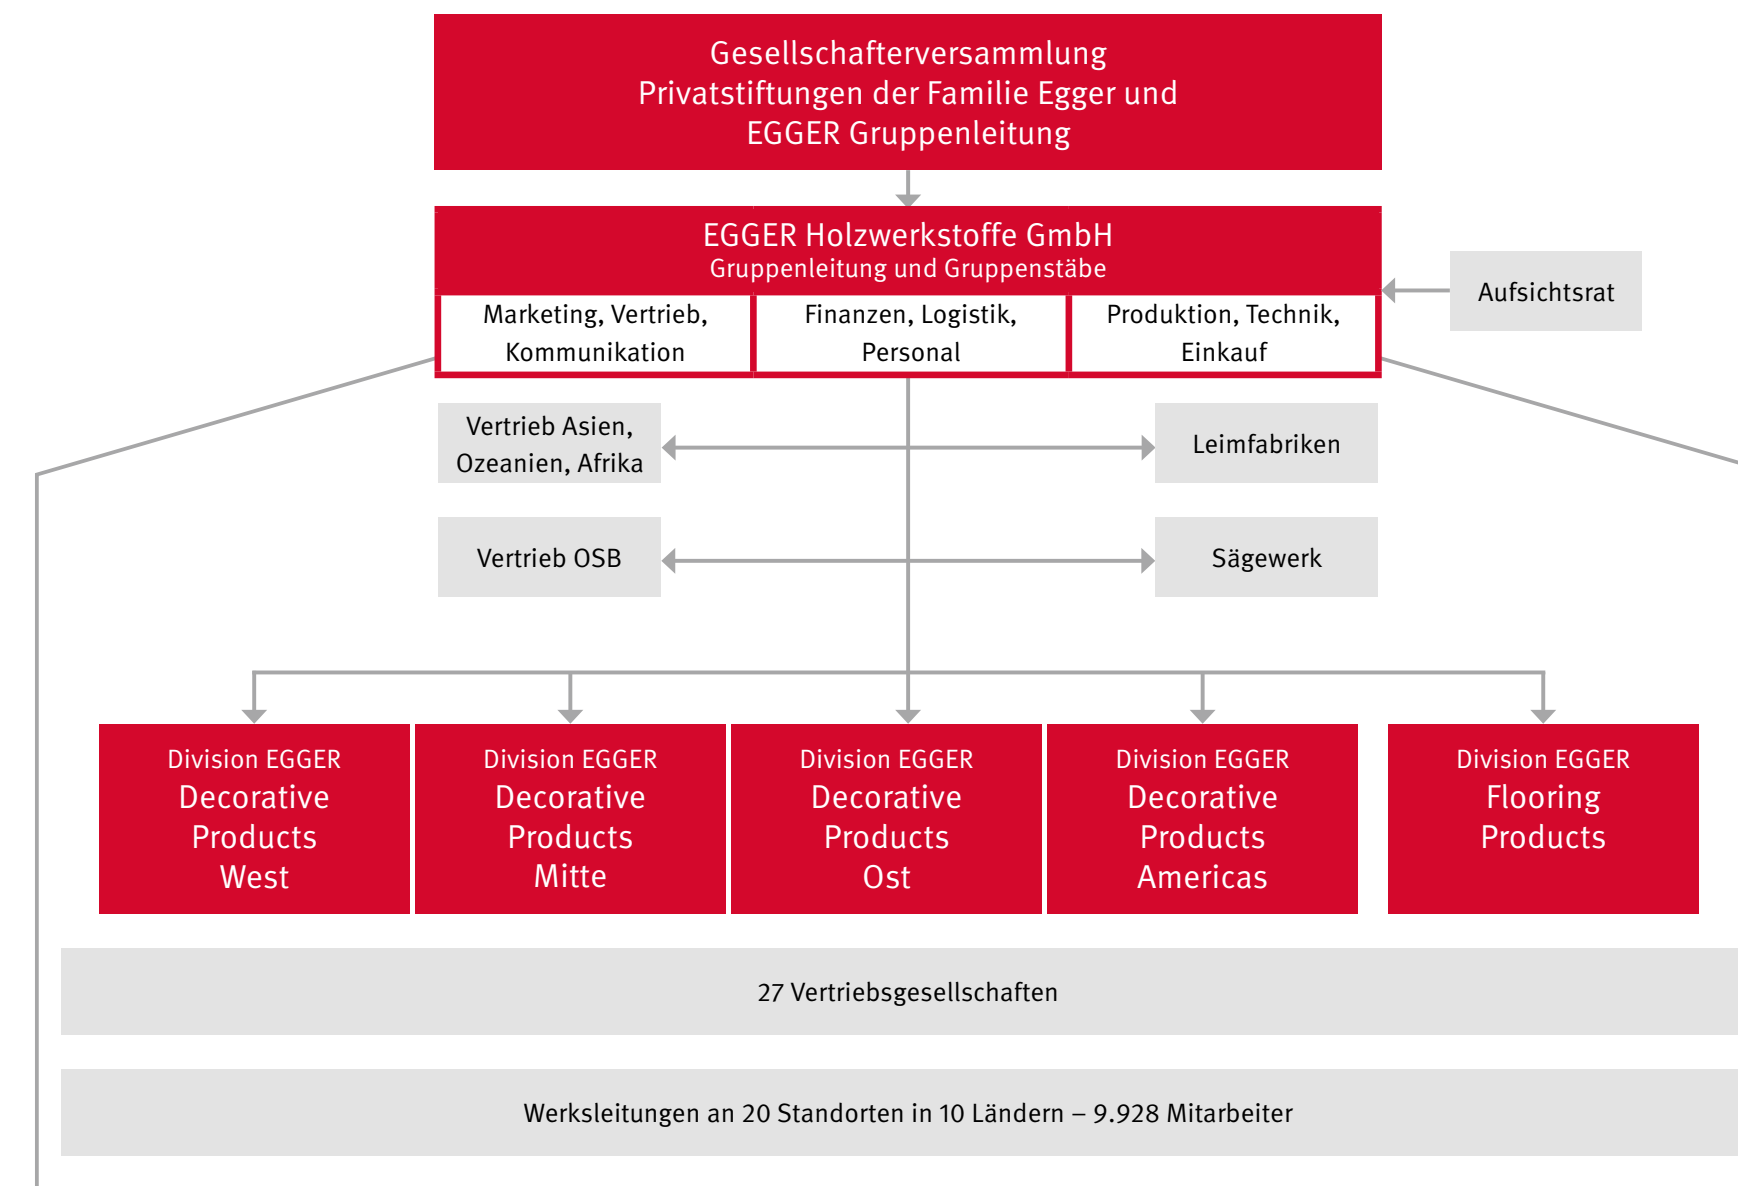 Gesellschafterversammlung
Privatstiftungen der Familie Egger und
EGGER Gruppenleitung
EGGER Holzwerkstoffe GmbH
Gruppenleitung und Gruppenstäbe
Marketing, Vertrieb,
Kommunikation
Finanzen, Logistik,
Personal
Produktion, Technik,
Einkauf
Aufsichtsrat
Vertrieb Asien,
Ozeanien, Afrika
Leimfabriken
Vertrieb OSB
Sägewerk
Division EGGER
Decorative
Products
West
Division EGGER
Decorative
Products
Mitte
Division EGGER
Decorative
Products
Ost
Division EGGER
Decorative
Products
Americas
Division EGGER
Flooring
Products
27 Vertriebsgesellschaften
Werksleitungen an 20 Standorten in 10 Ländern – 9.928 Mitarbeiter